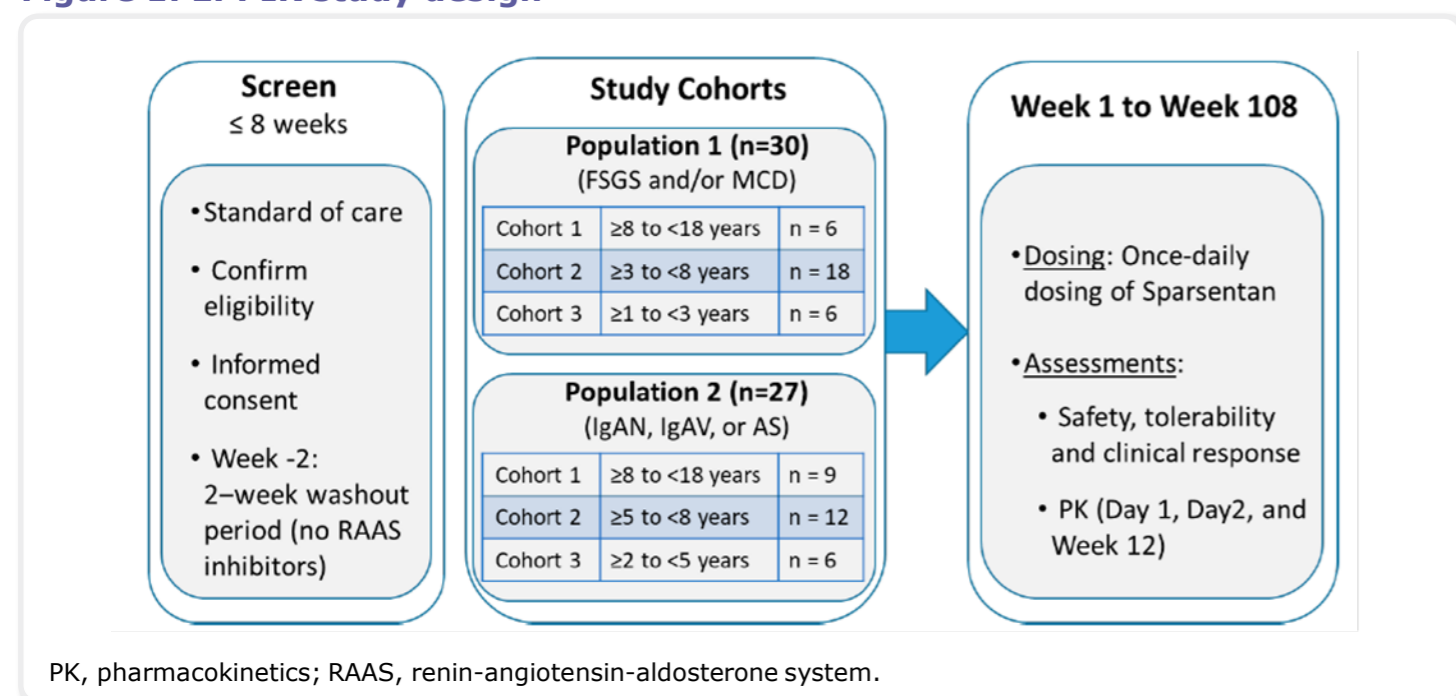 Screen
≤ 8 weeks
•Standard of care
• Confirm
eligibility
• Informed
consent
• Week -2:
2–week washout
period (no RAAS
inhibitors)
Study Cohorts
Population 1 (n=30)
(FSGS and/or MCD)
Cohort 1 ≥8 to <18 years n = 6
Cohort 2 ≥3 to <8 years n = 18
Cohort 3 ≥1 to <3 years n = 6
Population 2 (n=27)
(IgAN, IgAV, or AS)
Cohort 1 ≥8 to <18 years n = 9
Cohort 2 ≥5 to <8 years n = 12
Cohort 3 ≥2 to <5 years n = 6
Week 1 to Week 108
•Dosing: Once-daily
dosing of Sparsentan
•Assessments:
• Safety, tolerability
and clinical response
• PK (Day 1, Day2, and
Week 12)
PK, pharmacokinetics; RAAS, renin-angiotensin-aldosterone system.